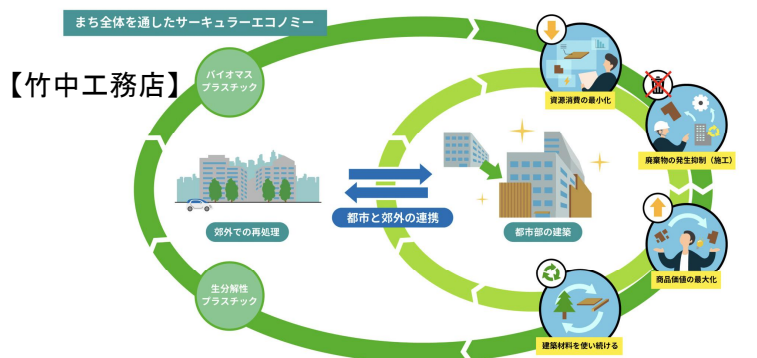 まち全体を通したサーキュラーエコノミー
【竹中工務店】
バイオマス
プラスチック
資源消費の最小化
廃棄物の発生抑制（施工）
都市と郊外の連携
郊外での再処理
都市部の建築
商品価値の最大化
生分解性
プラスチック
建築材料を使い続ける